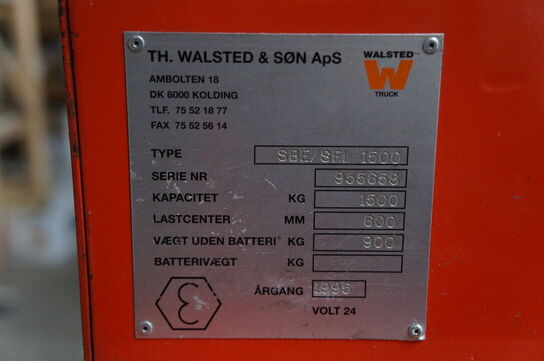 TH. WALSTED & SØN ApS
AMBOLTEN 18
DK 6000 KOLDING
TLF. 75 52 18 77
FAX 75 52 56 14
WALSTED
W
TRUCK
TYPE SBE/SFI 1500
SERIE NR 956658
KAPACITET KG 1500
LASTCENTER MM 600
VÆGT UDEN BATTERI KG 900
BATTERIVÆGT KG
ÅRGANG 1995
VOLT 24